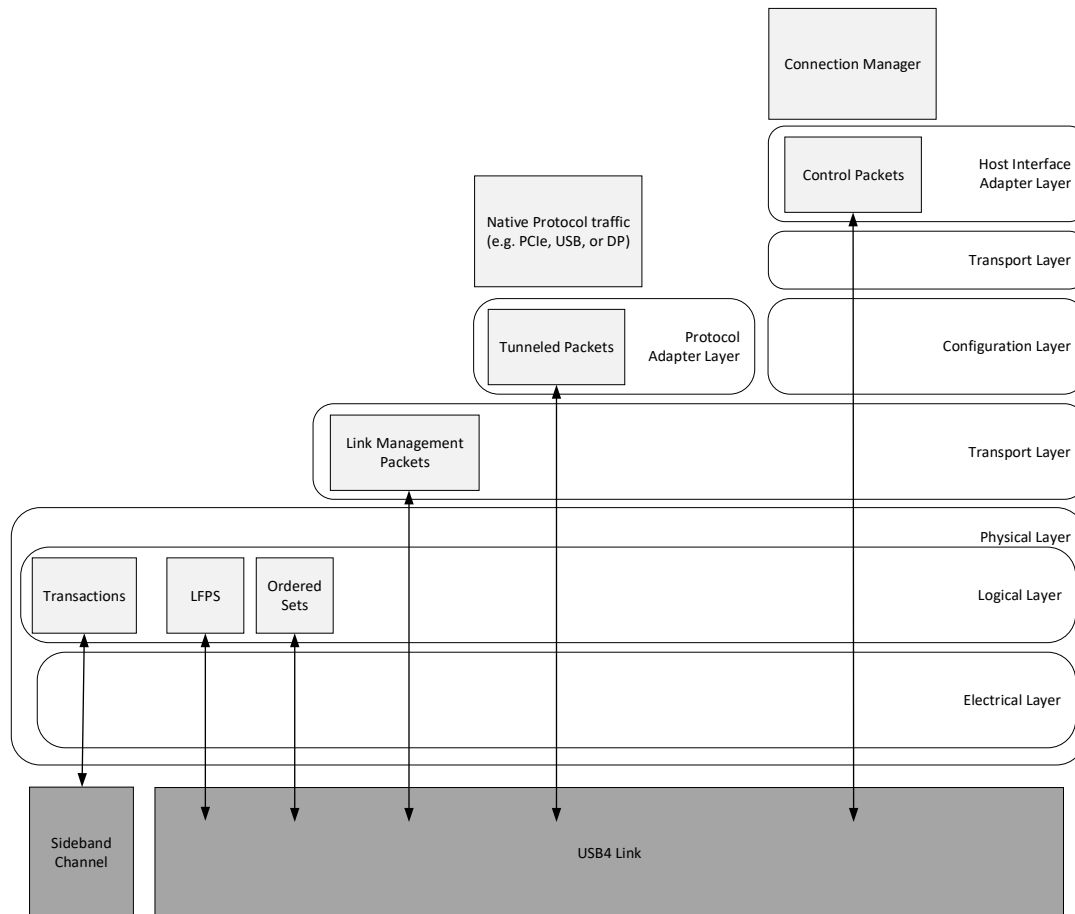 Connection Manager
Control Packets
Host Interface
Adapter Layer
Native Protocol traffic
(e.g. PCIe, USB, or DP)
Transport Layer
Tunneled Packets
Protocol
Adapter Layer
Configuration Layer
Link Management
Packets
Transport Layer
Physical Layer
Transactions
LFPS
Ordered
Sets
Logical Layer
Electrical Layer
Sideband
Channel
USB4 Link